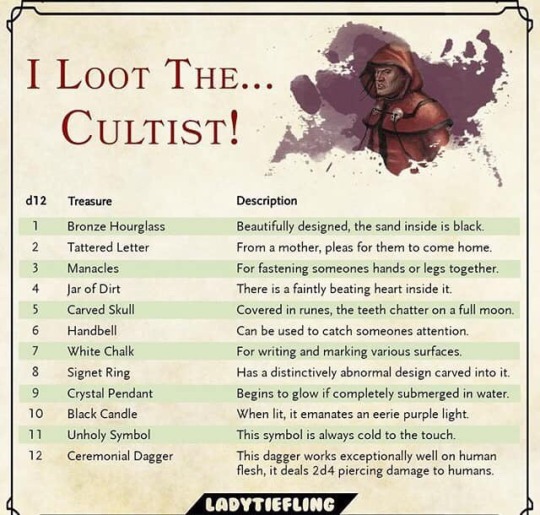 I Loot The...
Cultist!
d12 Treasure Description
1 Bronze Hourglass Beautifully designed, the sand inside is black.
2 Tattered Letter From a mother, pleas for them to come home.
3 Manacles For fastening someones hands or legs together.
4 Jar of Dirt There is a faintly beating heart inside it.
5 Carved Skull Covered in runes, the teeth chatter on a full moon.
6 Handbell Can be used to catch someones attention.
7 White Chalk For writing and marking various surfaces.
8 Signet Ring Has a distinctively abnormal design carved into it.
9 Crystal Pendant Begins to glow if completely submerged in water.
10 Black Candle When lit, it emanates an eerie purple light.
11 Unholy Symbol This symbol is always cold to the touch.
12 Ceremonial Dagger This dagger works exceptionally well on human
flesh, it deals 2d4 piercing damage to humans.
LADYTIEFLING